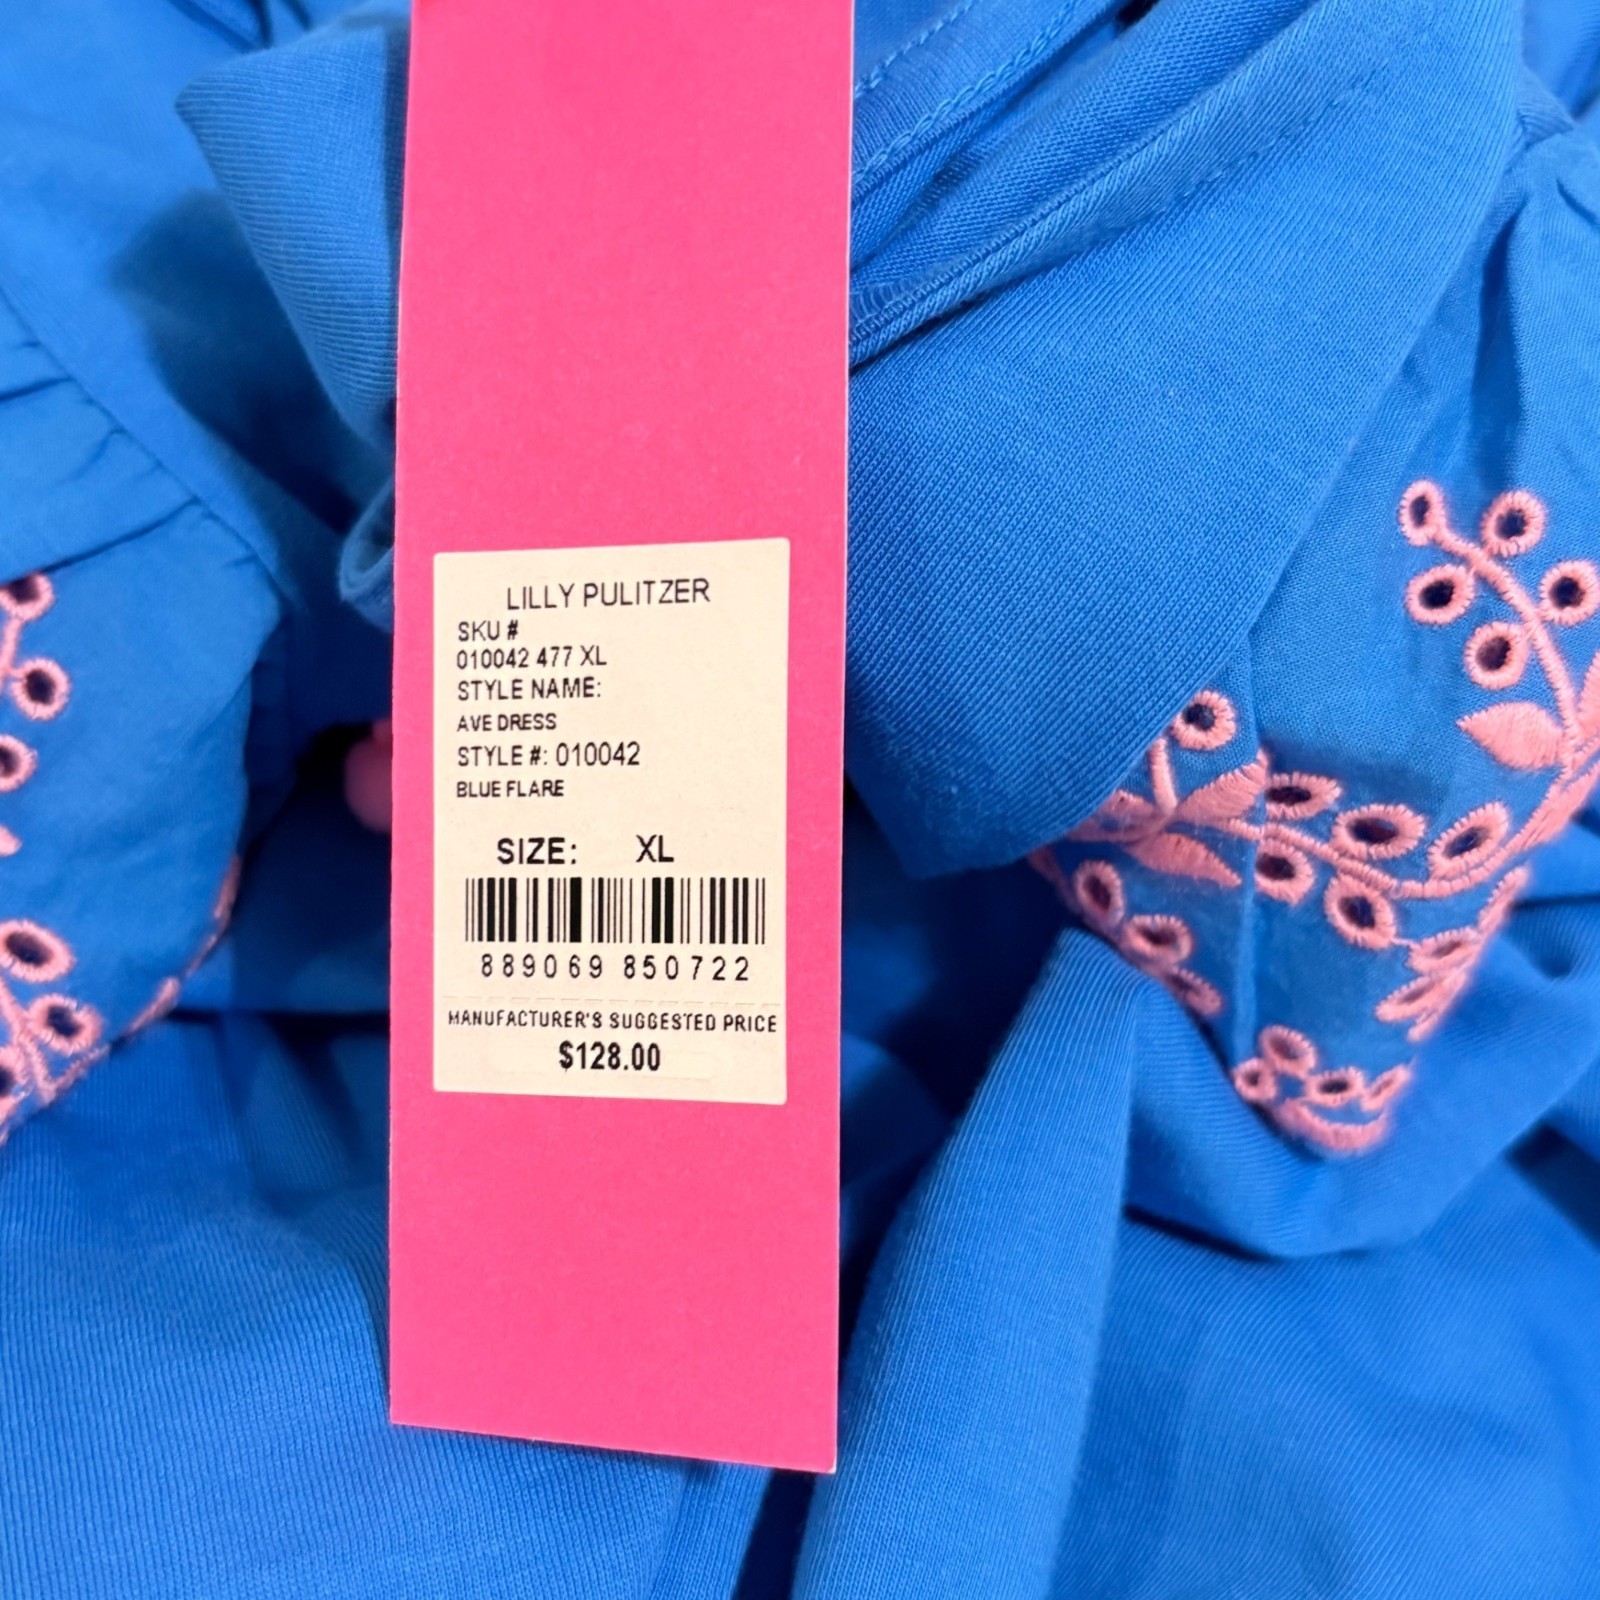 LILLY PULITZER
SKU #
010042 477 XL
STYLE NAME:
AVE DRESS
STYLE #: 010042
BLUE FLARE
SIZE: XL
889069 850722
MANUFACTURER'S SUGGESTED PRICE
$128.00